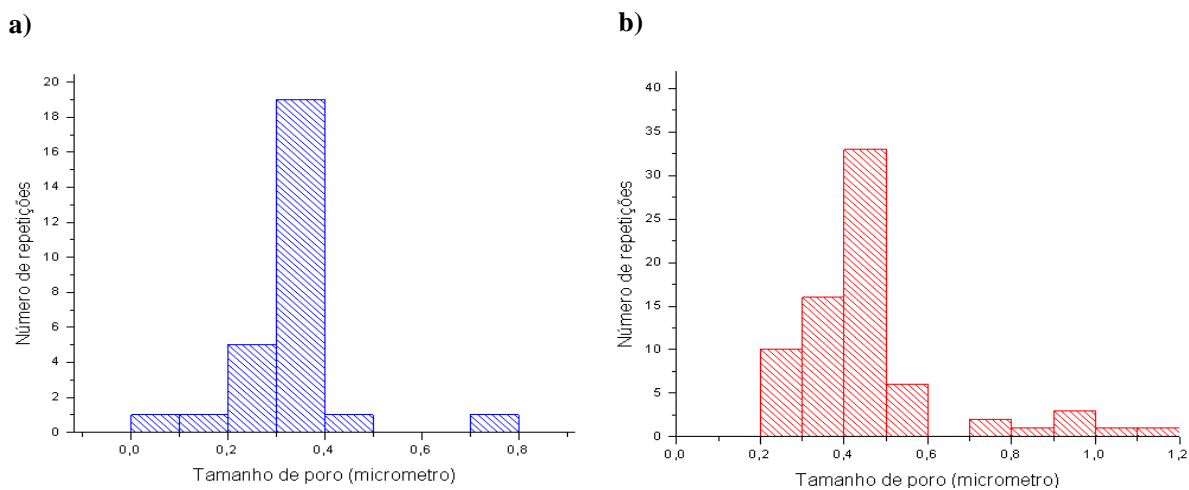 a)
20
18
16
14
12
10
8
6
4
2
0
Número de repetições
0,0 0,2 0,4 0,6 0,8
Tamanho de poro (micrometro)
b)
40
35
30
25
20
15
10
5
0
Número de repetições
0,0 0,2 0,4 0,6 0,8 1,0 1,2
Tamanho de poro (micrometro)